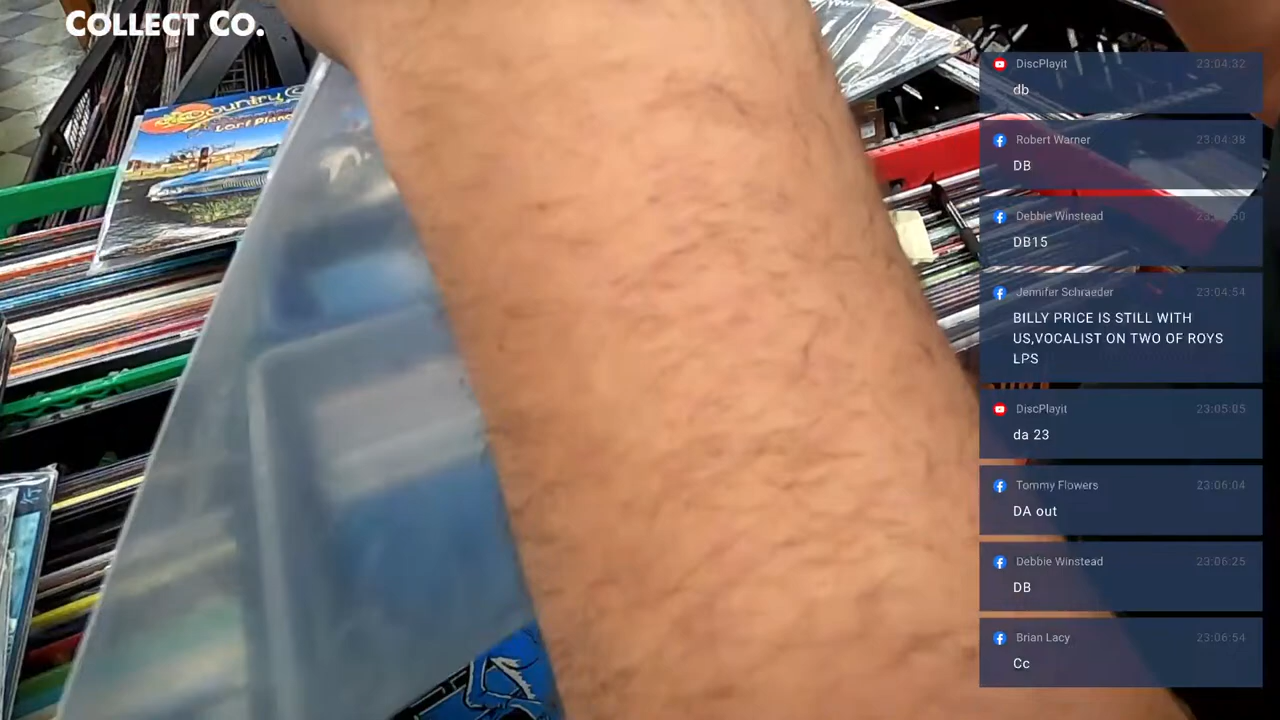 COLLECT CO.
Country
Lost Planet
DiscPlayit 23:04:32
db
Robert Warner 23:04:38
DB
Debbie Winstead
DB15
Jennifer Schraeder 23:04:54
BILLY PRICE IS STILL WITH
US,VOCALIST ON TWO OF ROYS
LPS
DiscPlayit 23:05:05
da 23
Tommy Flowers 23:06:04
DA out
Debbie Winstead 23:06:25
DB
Brian Lacy 23:06:54
Cc